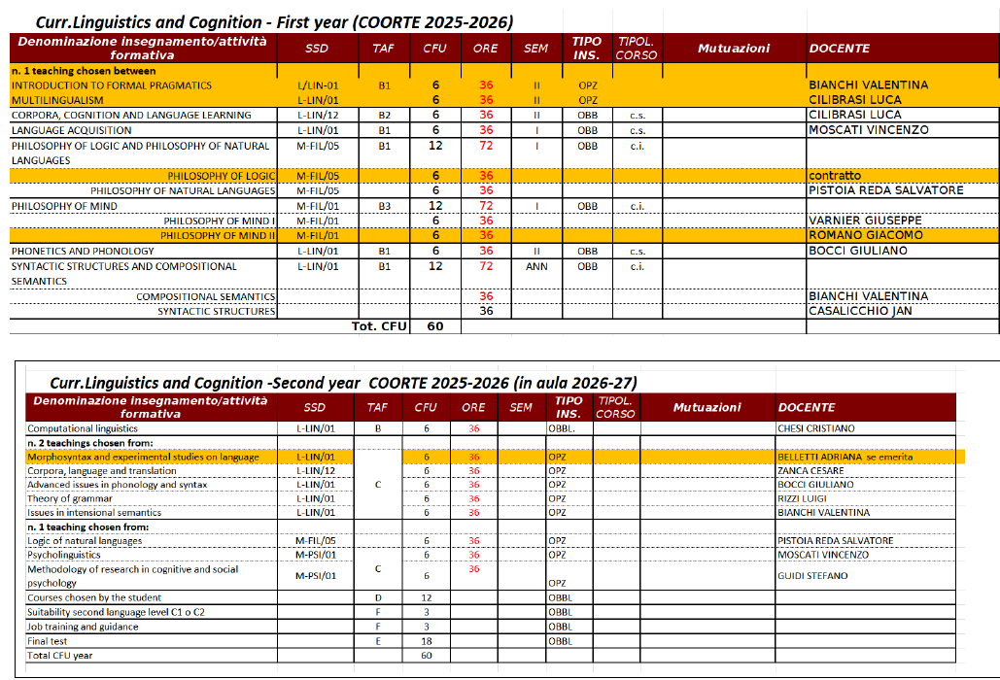 Curr.Linguistics and Cognition - First year (COORTE 2025-2026)
Denominazione insegnamento/attività formativa SSD TAF CFU ORE SEM TIPO INS. TIPOL. CORSO Mutuazioni DOCENTE
n. 1 teaching chosen between
INTRODUCTION TO FORMAL PRAGMATICS L/LIN-01 B1 6 36 II OPZ BIANCHI VALENTINA
MULTILINGUALISM L-LIN/01 6 36 II OPZ CILIBRASI LUCA
CORPORA, COGNITION AND LANGUAGE LEARNING L-LIN/12 B2 6 36 II OBB c.s. CILIBRASI LUCA
LANGUAGE ACQUISITION L-LIN/01 B1 6 36 I OBB c.s. MOSCATI VINCENZO
PHILOSOPHY OF LOGIC AND PHILOSOPHY OF NATURAL LANGUAGES M-FIL/05 B1 12 72 I OBB c.i.
PHILOSOPHY OF LOGIC M-FIL/05 6 36 contratto
PHILOSOPHY OF NATURAL LANGUAGES M-FIL/05 6 36 PISTOIA REDA SALVATORE
PHILOSOPHY OF MIND M-FIL/01 B3 12 72 I OBB c.i.
PHILOSOPHY OF MIND I M-FIL/01 6 36 VARNIER GIUSEPPE
PHILOSOPHY OF MIND II M-FIL/01 6 36 ROMANO GIACOMO
PHONETICS AND PHONOLOGY L-LIN/01 B1 6 36 II OBB c.s. BOCCI GIULIANO
SYNTACTIC STRUCTURES AND COMPOSITIONAL SEMANTICS L-LIN/01 B1 12 72 ANN OBB c.i.
COMPOSITIONAL SEMANTICS 36 BIANCHI VALENTINA
SYNTACTIC STRUCTURES 36 CASALICCHIO JAN
Tot. CFU 60
Curr.Linguistics and Cognition -Second year COORTE 2025-2026 (in aula 2026-27)
Denominazione insegnamento/attività formativa SSD TAF CFU ORE SEM TIPO INS. TIPOL. CORSO Mutuazioni DOCENTE
Computational linguistics L-LIN/01 B 6 36 OBBL. CHESI CRISTIANO
n. 2 teachings chosen from:
Morphosyntax and experimental studies on language L-LIN/01 6 36 OPZ BELLETTI ADRIANA se emerita
Corpora, language and translation L-LIN/12 6 36 OPZ ZANCA CESARE
Advanced issues in phonology and syntax L-LIN/01 C 6 36 OPZ BOCCI GIULIANO
Theory of grammar L-LIN/01 6 36 OPZ RIZZI LUIGI
Issues in intensional semantics L-LIN/01 6 36 OPZ BIANCHI VALENTINA
n. 1 teaching chosen from:
Logic of natural languages M-FIL/05 6 36 OPZ PISTOIA REDA SALVATORE
Psycholinguistics M-PSI/01 6 36 OPZ MOSCATI VINCENZO
Methodology of research in cognitive and social psychology M-PSI/01 C 6 36 OPZ GUIDI STEFANO
Courses chosen by the student D 12 OBBL
Suitability second language level C1 o C2 F 3 OBBL
Job training and guidance F 3 OBBL
Final test E 18 OBBL
Total CFU year 60